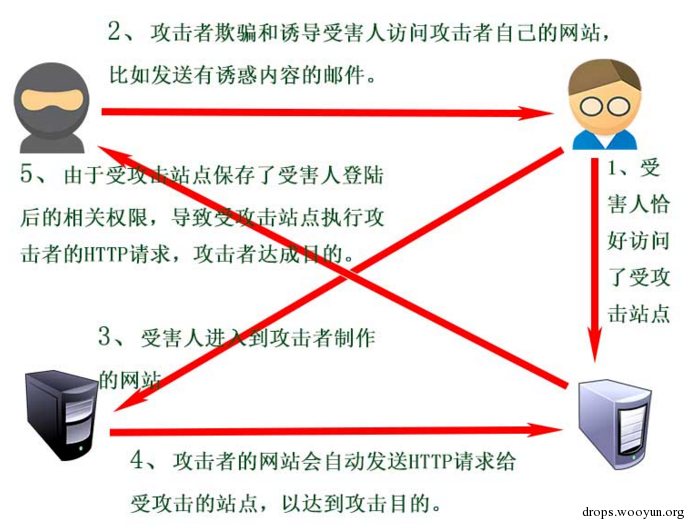 2、攻击者欺骗和诱导受害人访问攻击者自己的网站，
比如发送有诱惑内容的邮件。
5、由于受攻击站点保存了受害人登陆
后的相关权限，导致受攻击站点执行攻
击者的HTTP请求，攻击者达成目的。
1、受
害人恰
好访问
了受攻
击站点
3、受害人进入到攻击者制作
的网站
4、攻击者的网站会自动发送HTTP请求给
受攻击的站点，以达到攻击目的。
drops.wooyun.org